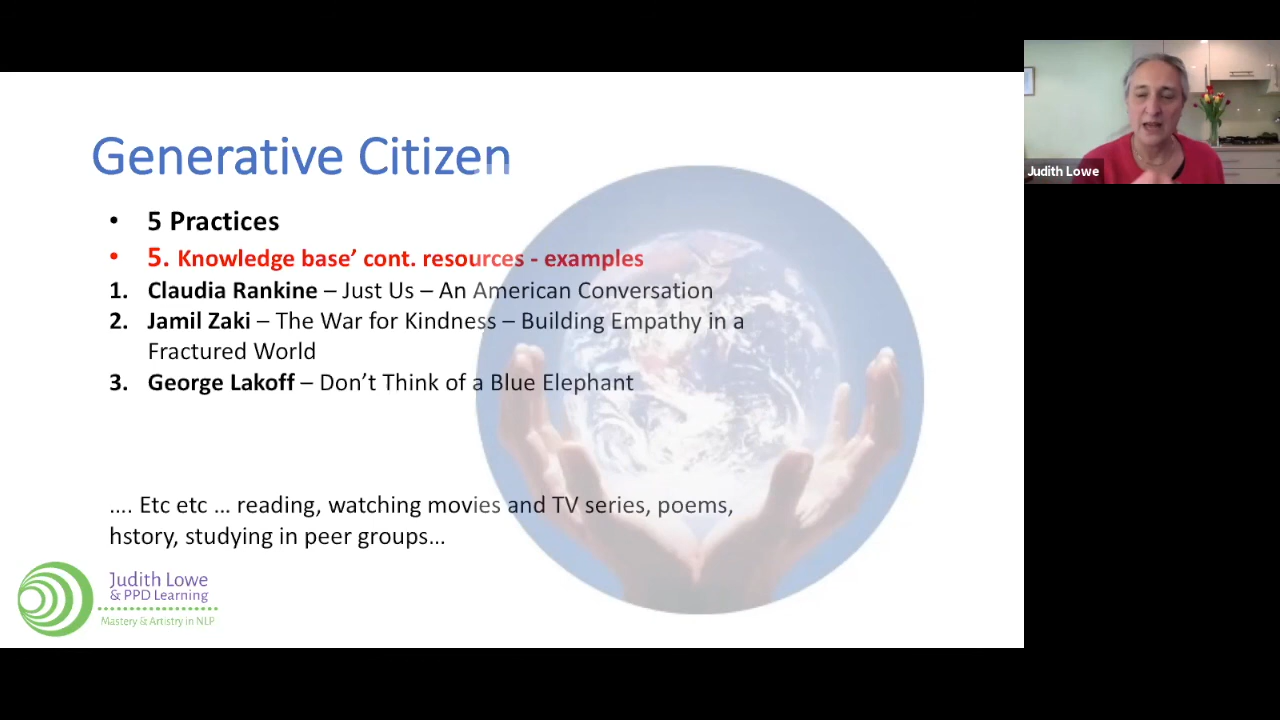 Generative Citizen
• 5 Practices
• 5. Knowledge base’ cont. resources - examples
1. Claudia Rankine – Just Us – An American Conversation
2. Jamil Zaki – The War for Kindness – Building Empathy in a
Fractured World
3. George Lakoff – Don’t Think of a Blue Elephant
.... Etc etc ... reading, watching movies and TV series, poems,
hstory, studying in peer groups...
Judith Lowe
& PPD Learning
Mastery & Artistry in NLP
Judith Lowe